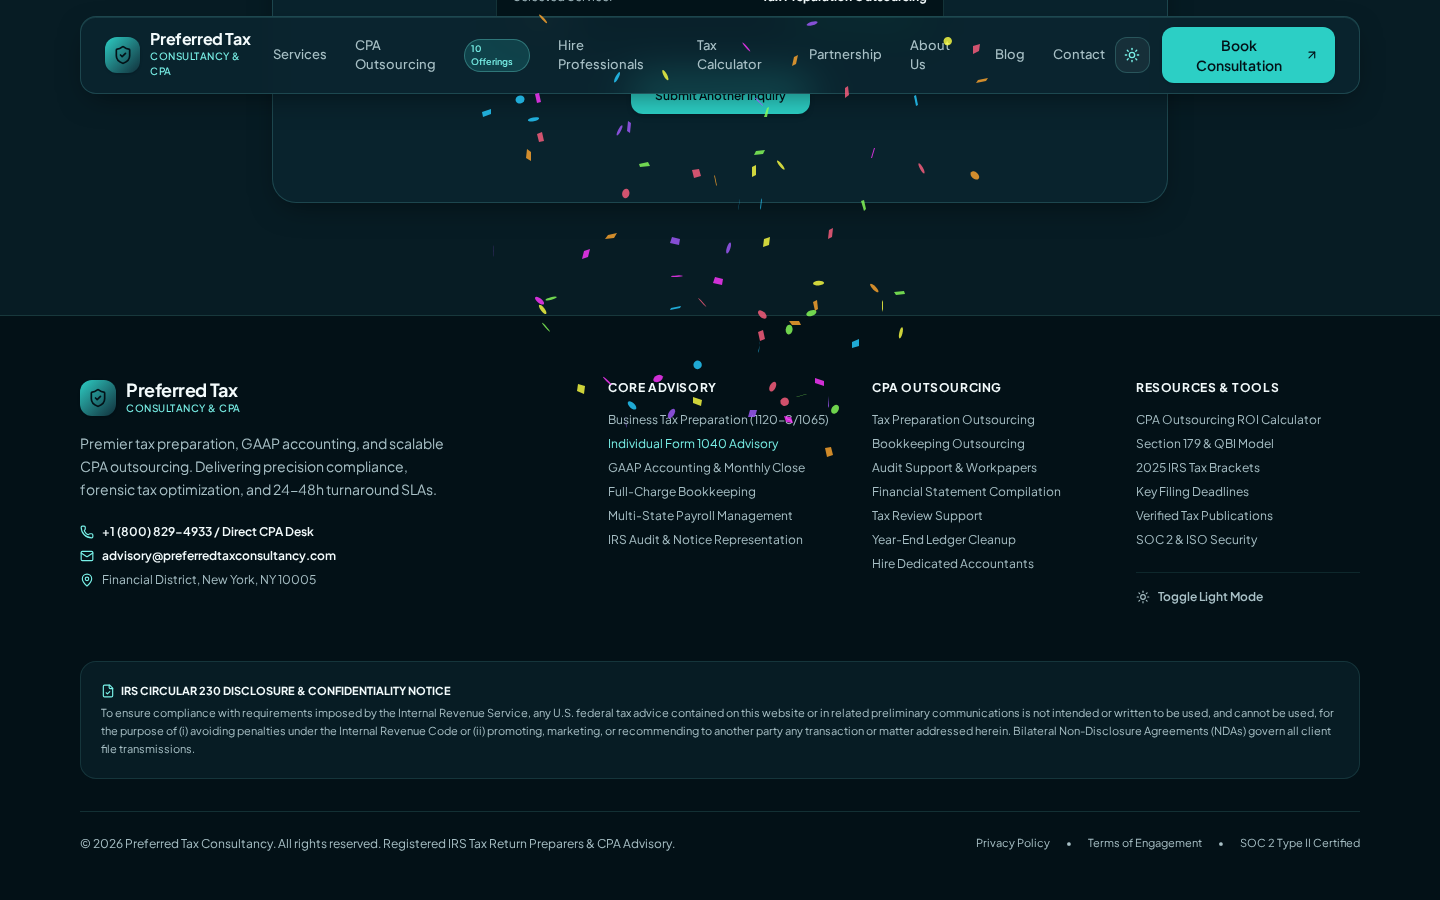 Selected Service:
Tax Preparation Outsourcing
Preferred Tax
CONSULTANCY &
CPA
Services
CPA
Outsourcing
10
Offerings
Hire
Professionals
Tax
Calculator
Partnership
About
Us
Blog
Contact
Book
Consultation
Submit Another Inquiry
Preferred Tax
CONSULTANCY & CPA
Premier tax preparation, GAAP accounting, and scalable
CPA outsourcing. Delivering precision compliance,
forensic tax optimization, and 24–48h turnaround SLAs.
+1 (800) 829-4933 / Direct CPA Desk
advisory@preferredtaxconsultancy.com
Financial District, New York, NY 10005
CORE ADVISORY
Business Tax Preparation (1120-S/1065)
Individual Form 1040 Advisory
GAAP Accounting & Monthly Close
Full-Charge Bookkeeping
Multi-State Payroll Management
IRS Audit & Notice Representation
CPA OUTSOURCING
Tax Preparation Outsourcing
Bookkeeping Outsourcing
Audit Support & Workpapers
Financial Statement Compilation
Tax Review Support
Year-End Ledger Cleanup
Hire Dedicated Accountants
RESOURCES & TOOLS
CPA Outsourcing ROI Calculator
Section 179 & QBI Model
2025 IRS Tax Brackets
Key Filing Deadlines
Verified Tax Publications
SOC 2 & ISO Security
Toggle Light Mode
IRS CIRCULAR 230 DISCLOSURE & CONFIDENTIALITY NOTICE
To ensure compliance with requirements imposed by the Internal Revenue Service, any U.S. federal tax advice contained on this website or in related preliminary communications is not intended or written to be used, and cannot be used, for
the purpose of (i) avoiding penalties under the Internal Revenue Code or (ii) promoting, marketing, or recommending to another party any transaction or matter addressed herein. Bilateral Non-Disclosure Agreements (NDAs) govern all client
file transmissions.
© 2026 Preferred Tax Consultancy. All rights reserved. Registered IRS Tax Return Preparers & CPA Advisory.
Privacy Policy • Terms of Engagement • SOC 2 Type II Certified